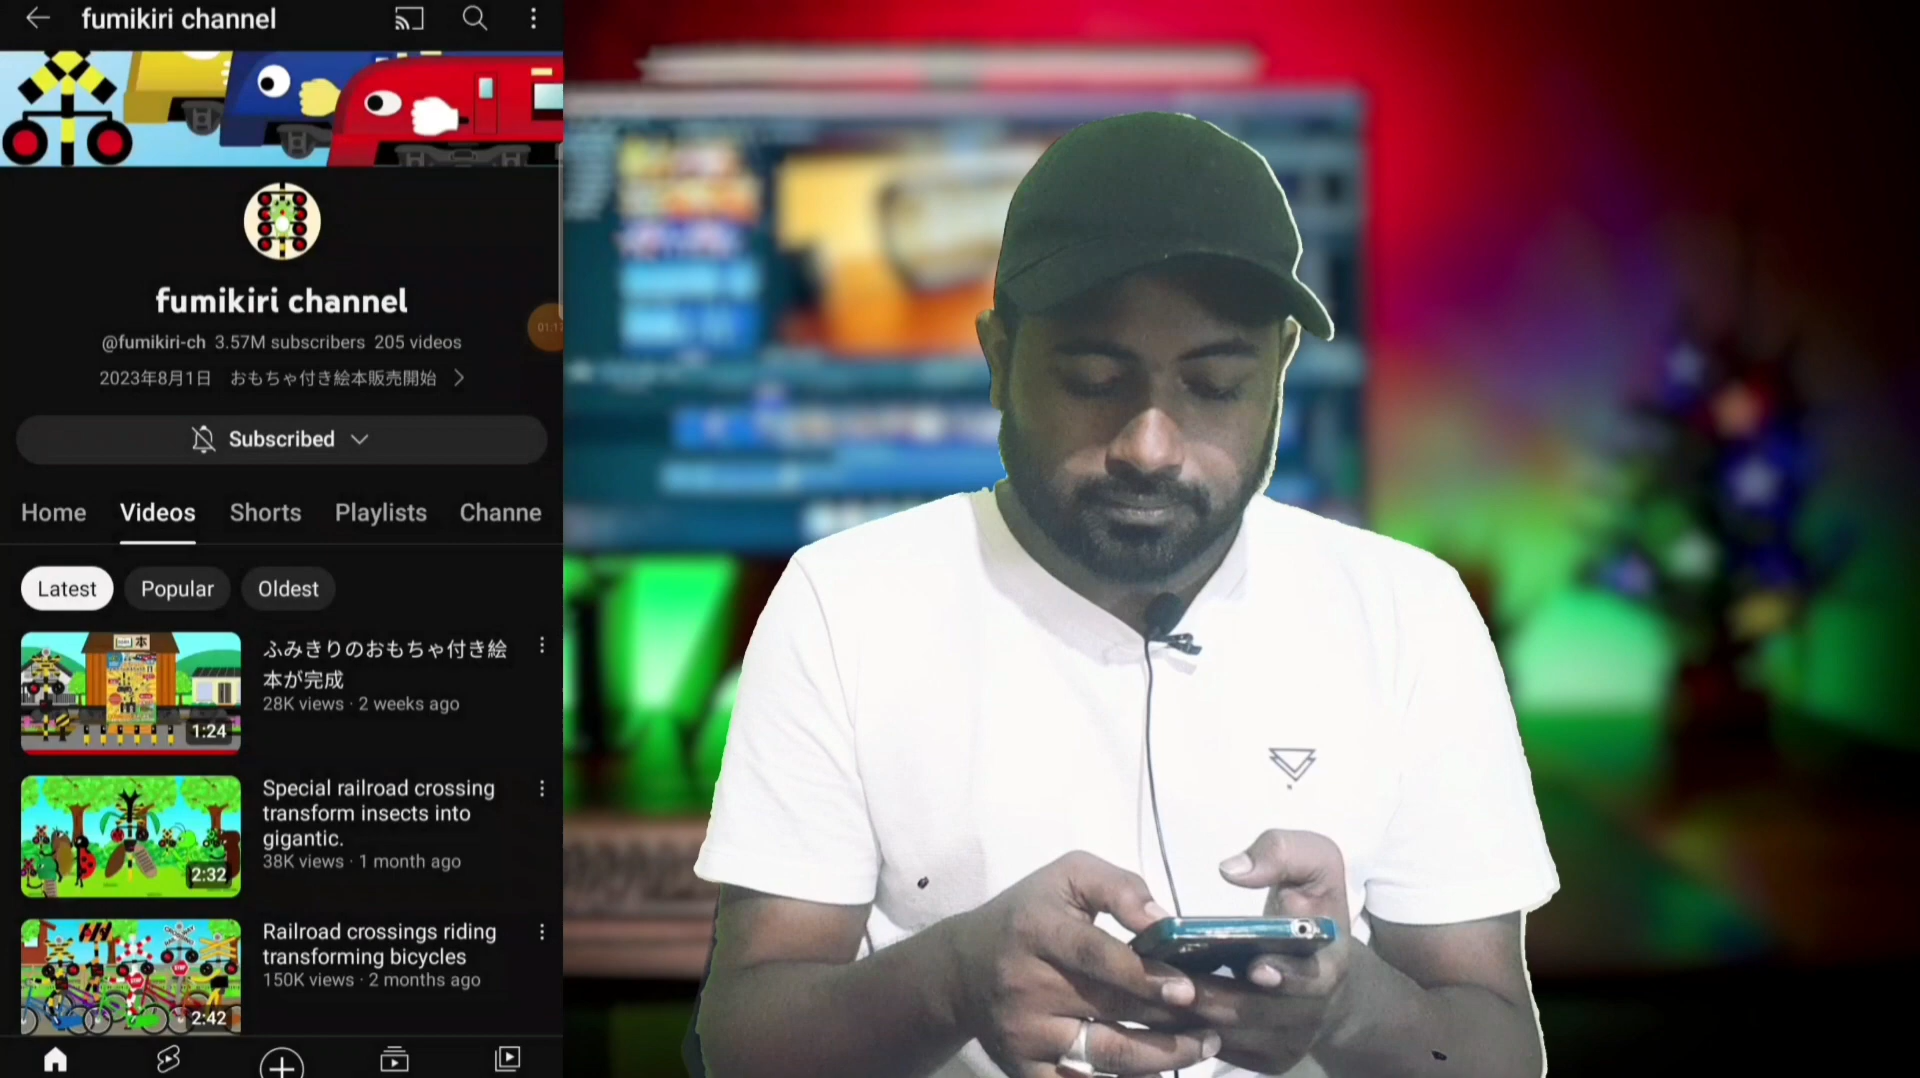 fumikiri channel
fumikiri channel
@fumikiri-ch 3.57M subscribers 205 videos
2023年8月1日 おもちゃ付き絵本販売開始
Subscribed
Home Videos Shorts Playlists Channe
Latest Popular Oldest
ふみきりのおもちゃ付き絵
本が完成
28K views · 2 weeks ago
1:24
Special railroad crossing
transform insects into
gigantic.
38K views · 1 month ago
2:32
Railroad crossings riding
transforming bicycles
150K views · 2 months ago
2:42